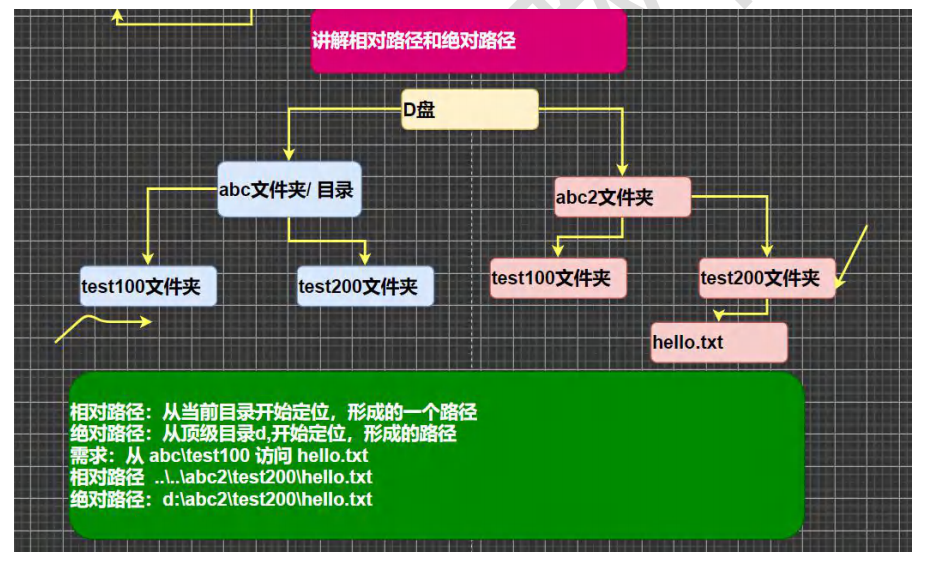 讲解相对路径和绝对路径
D盘
abc文件夹/ 目录
abc2文件夹
test100文件夹
test200文件夹
test100文件夹
test200文件夹
hello.txt
相对路径：从当前目录开始定位，形成的一个路径
绝对路径：从顶级目录d,开始定位，形成的路径
需求：从 abc\test100 访问 hello.txt
相对路径 ..\..\abc2\test200\hello.txt
绝对路径：d:\abc2\test200\hello.txt